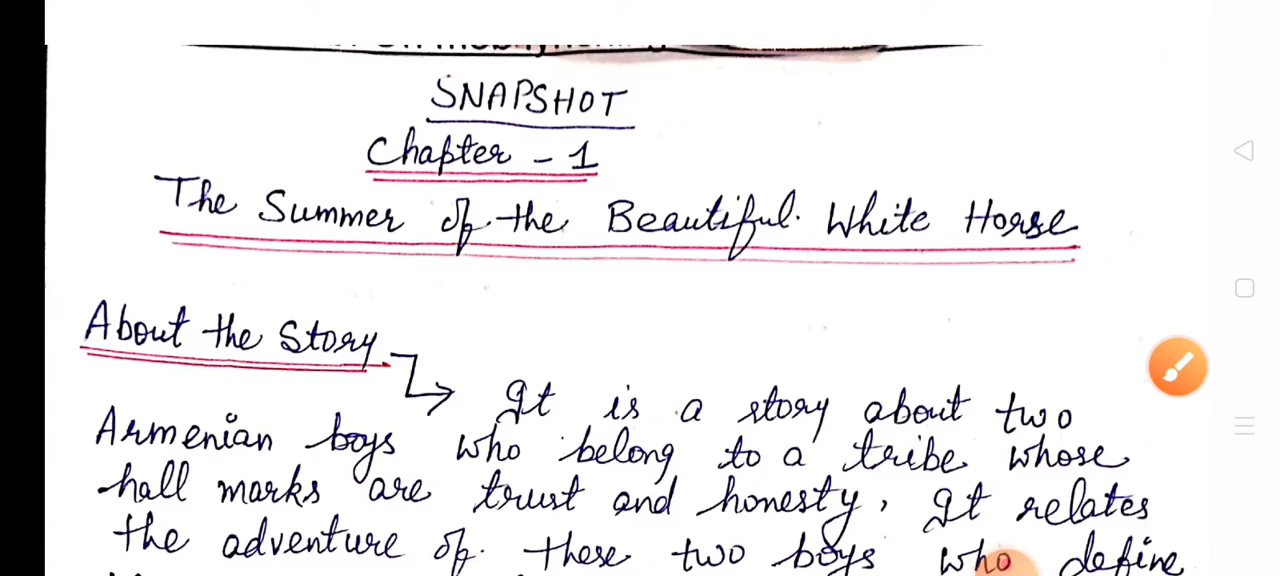 SNAPSHOT
Chapter - 1
The Summer of the Beautiful White Horse
About the Story
It is a story about two
Armenian boys who belong to a tribe whose
hall marks are trust and honesty, It relates
the adventure of these two boys who define